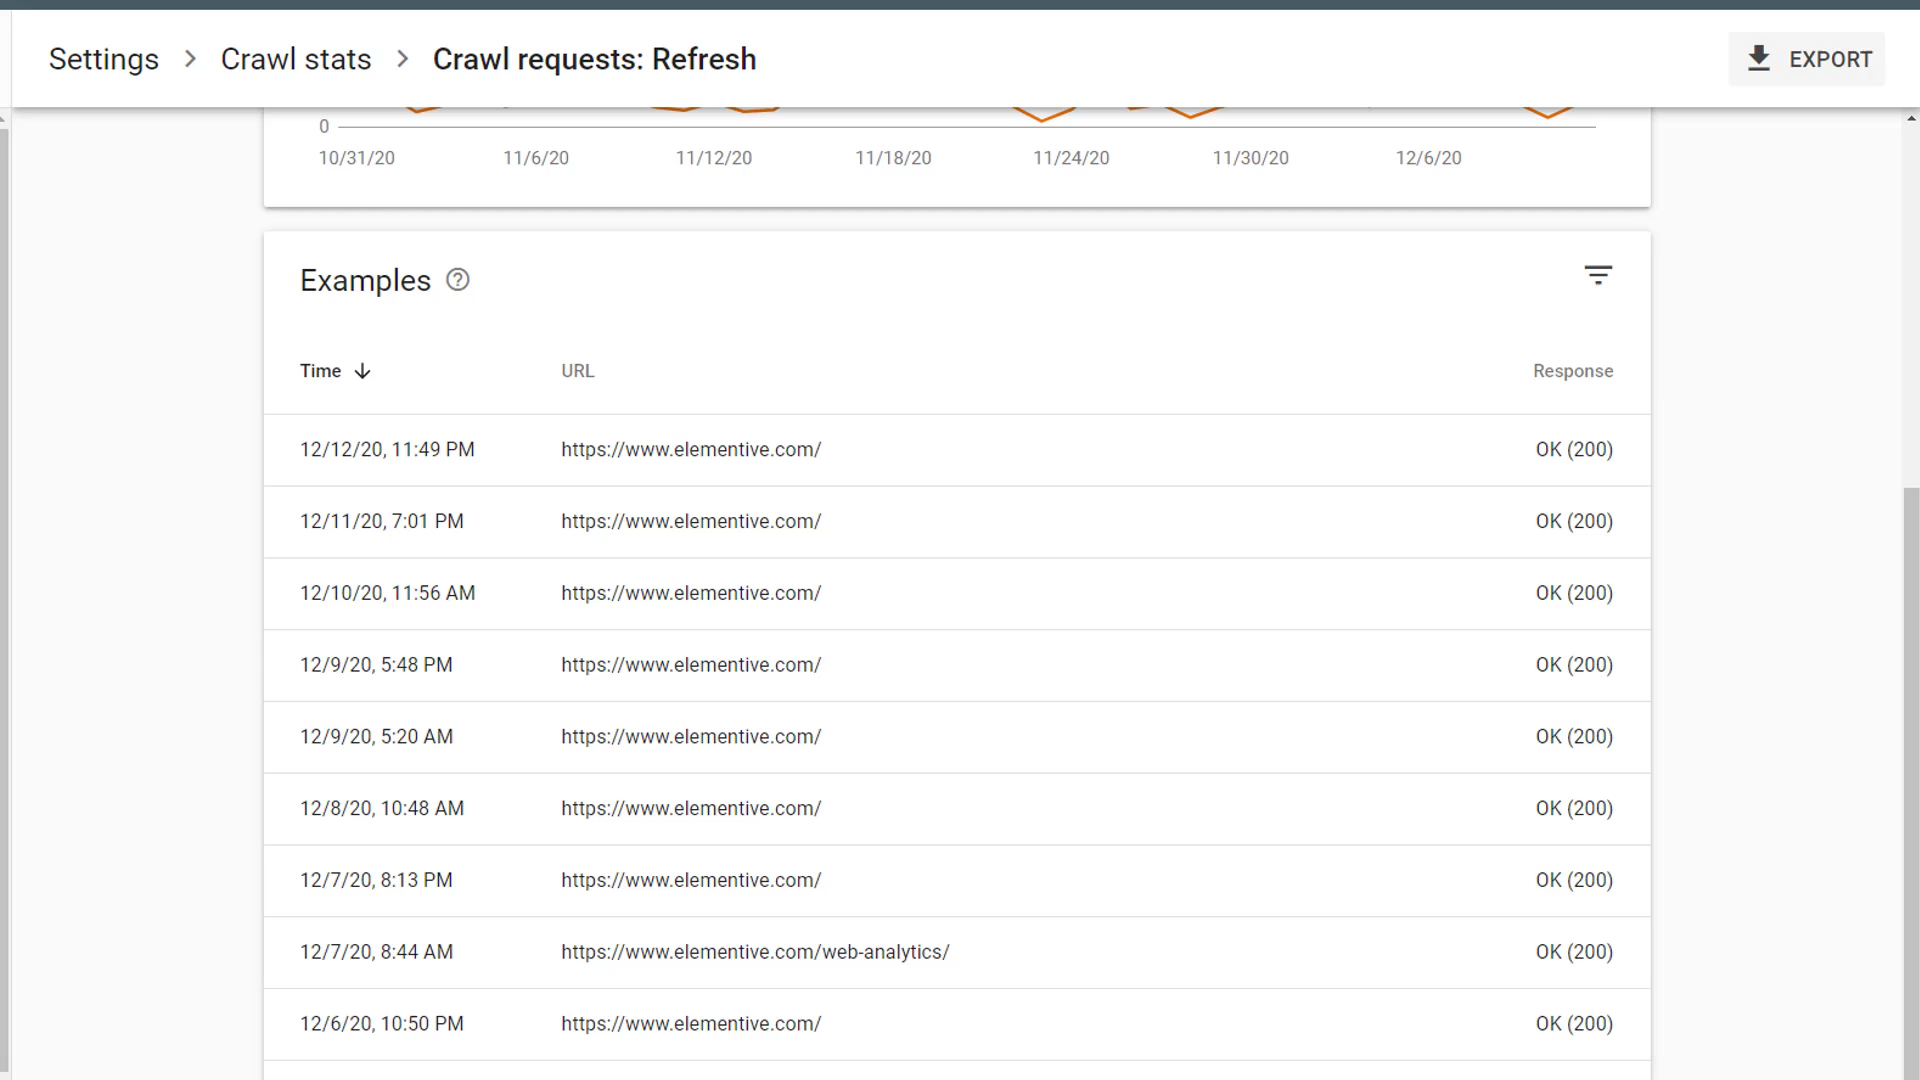 Settings > Crawl stats > Crawl requests: Refresh EXPORT
0
10/31/20 11/6/20 11/12/20 11/18/20 11/24/20 11/30/20 12/6/20
Examples ?
Time ↓ URL Response
12/12/20, 11:49 PM https://www.elementive.com/ OK (200)
12/11/20, 7:01 PM https://www.elementive.com/ OK (200)
12/10/20, 11:56 AM https://www.elementive.com/ OK (200)
12/9/20, 5:48 PM https://www.elementive.com/ OK (200)
12/9/20, 5:20 AM https://www.elementive.com/ OK (200)
12/8/20, 10:48 AM https://www.elementive.com/ OK (200)
12/7/20, 8:13 PM https://www.elementive.com/ OK (200)
12/7/20, 8:44 AM https://www.elementive.com/web-analytics/ OK (200)
12/6/20, 10:50 PM https://www.elementive.com/ OK (200)